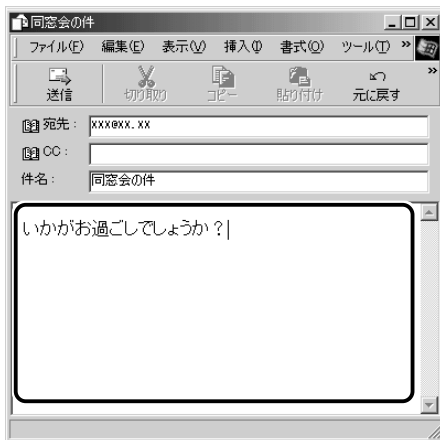 同窓会の件
ファイル(F) 編集(E) 表示(V) 挿入(I) 書式(O) ツール(T) »
送信 切り取り コピー 貼り付け 元に戻す »
宛先： xxx@xx.xx
CC：
件名： 同窓会の件
いかがお過ごしでしょうか？